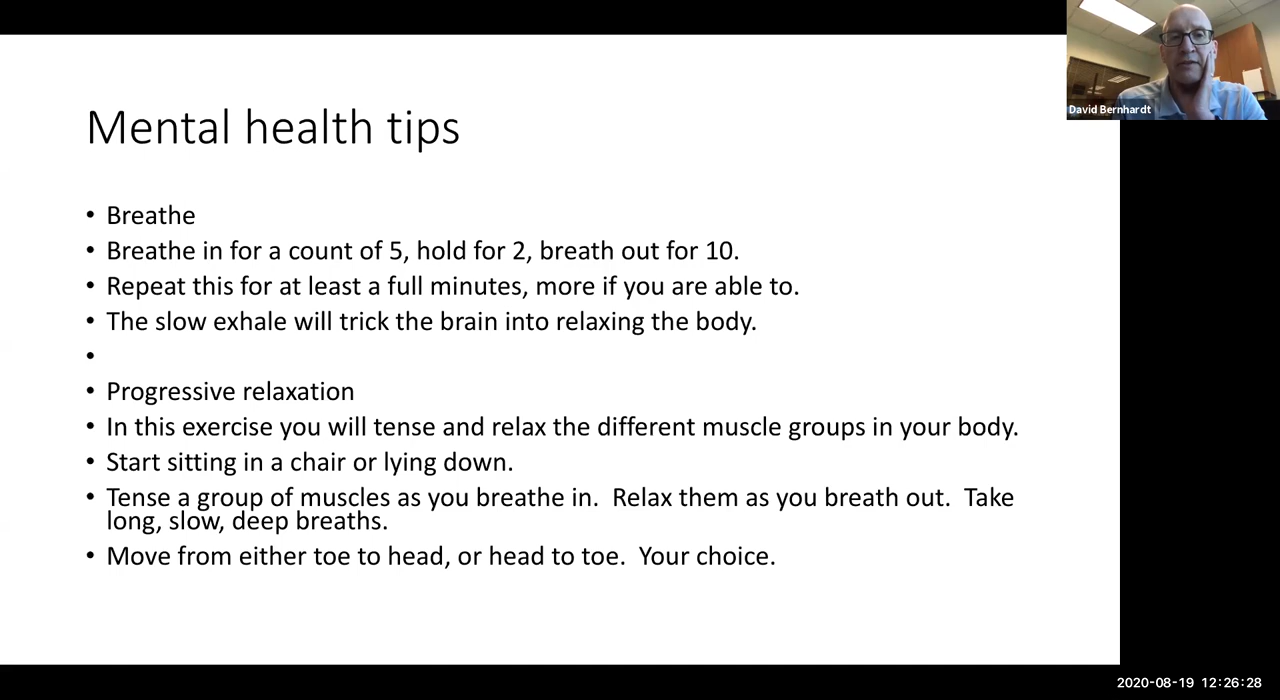 Mental health tips
• Breathe
• Breathe in for a count of 5, hold for 2, breath out for 10.
• Repeat this for at least a full minutes, more if you are able to.
• The slow exhale will trick the brain into relaxing the body.
•
• Progressive relaxation
• In this exercise you will tense and relax the different muscle groups in your body.
• Start sitting in a chair or lying down.
• Tense a group of muscles as you breathe in.  Relax them as you breath out.  Take
long, slow, deep breaths.
• Move from either toe to head, or head to toe.  Your choice.
David Bernhardt
2020-08-19 12:26:28